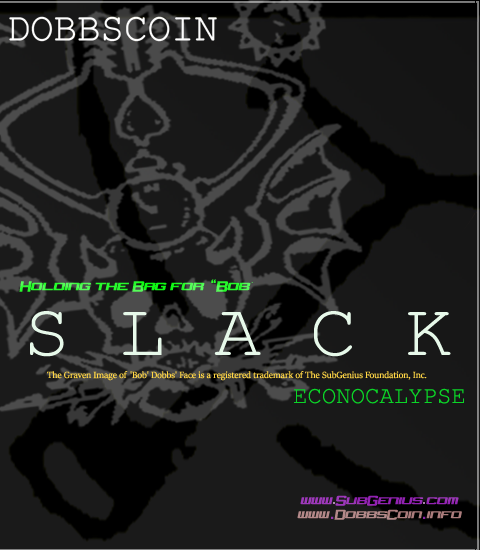 DOBBSCOIN
Holding the Bag for "Bob"
SLACK
The Graven Image of 'Bob' Dobbs' Face is a registered trademark of The SubGenius Foundation, Inc.
ECONOCALYPSE
www.SubGenius.com
www.DobbsCoin.info